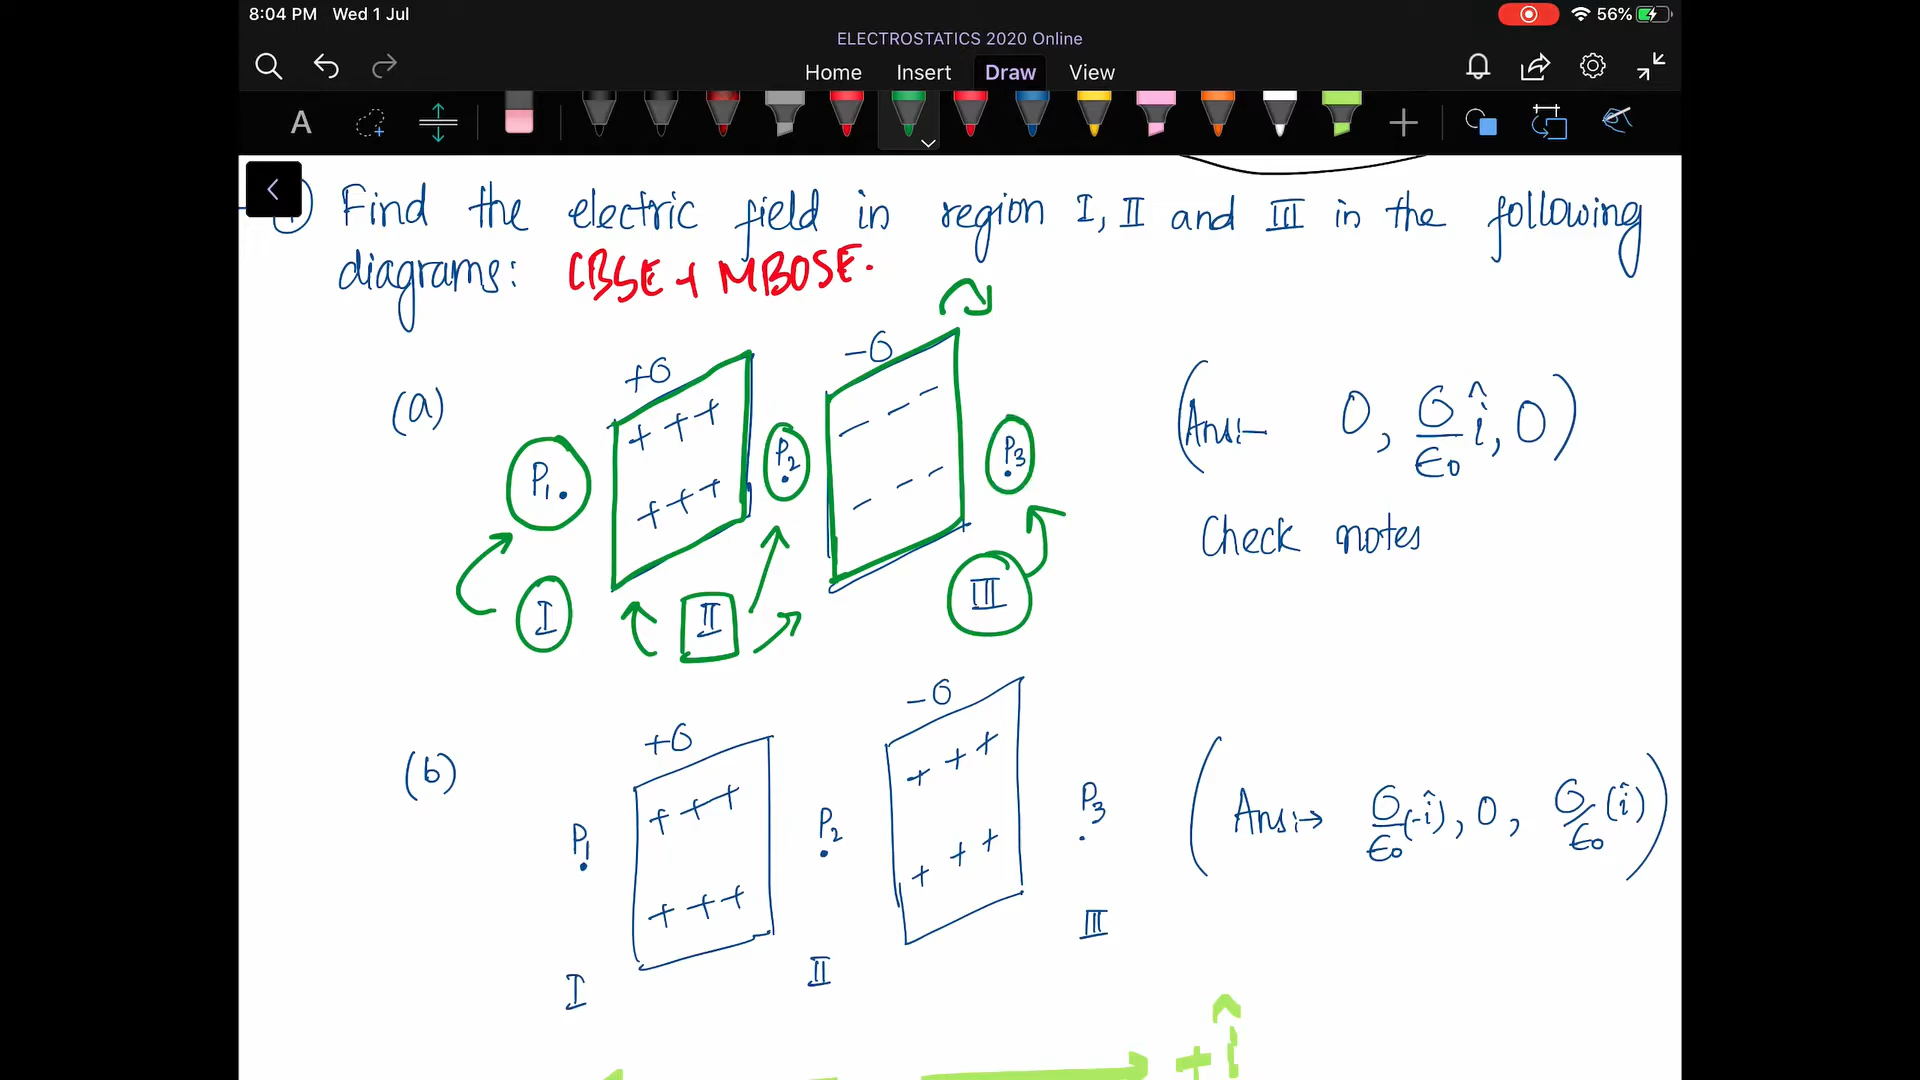 8:04 PM Wed 1 Jul
56%
ELECTROSTATICS 2020 Online
Home Insert Draw View
A
Find the electric field in region I, II and III in the following
diagrams: CBSE + MBOSE.
(a)
+σ
-σ
+ + +
+ + +
- - -
- - -
P1.
P2
P3
I
II
III
(Ans:- 0, σ/ε0 î, 0)
Check notes
(b)
+σ
-σ
+ + +
+ + +
+ + +
+ + +
P1
P2
P3
I
II
III
(Ans:→ σ/ε0 (-î), 0, σ/ε0 (î))
+ î